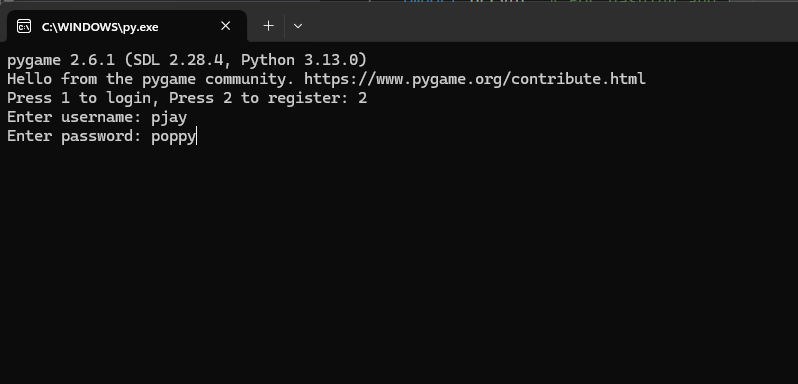 C:\WINDOWS\py.exe
pygame 2.6.1 (SDL 2.28.4, Python 3.13.0)
Hello from the pygame community. https://www.pygame.org/contribute.html
Press 1 to login, Press 2 to register: 2
Enter username: pjay
Enter password: poppy